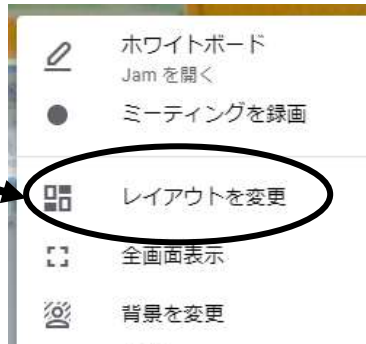 ホワイトボード
Jam を開く
ミーティングを録画
レイアウトを変更
全画面表示
背景を変更